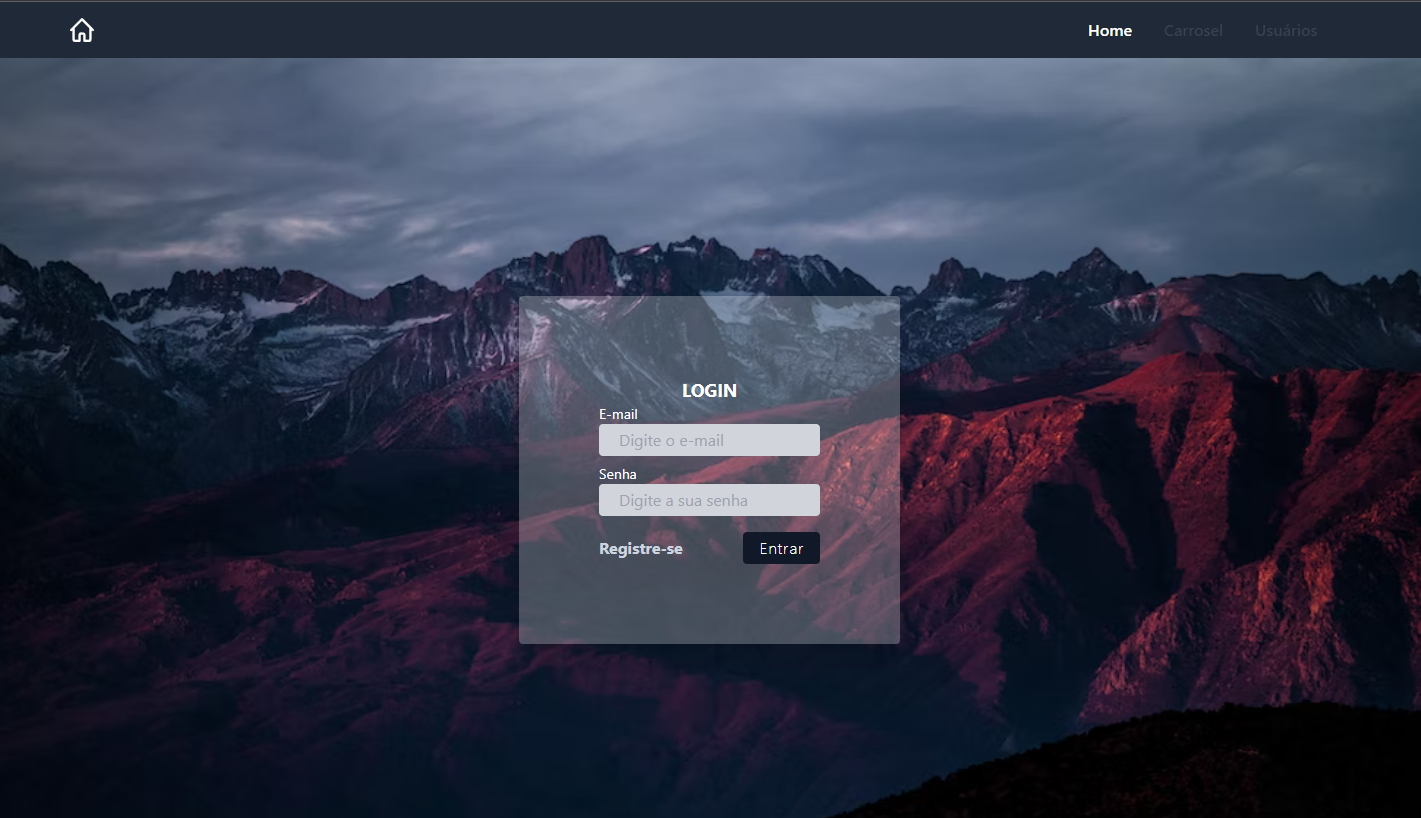 Home Carrosel Usuários
LOGIN
E-mail
Digite o e-mail
Senha
Digite a sua senha
Registre-se Entrar